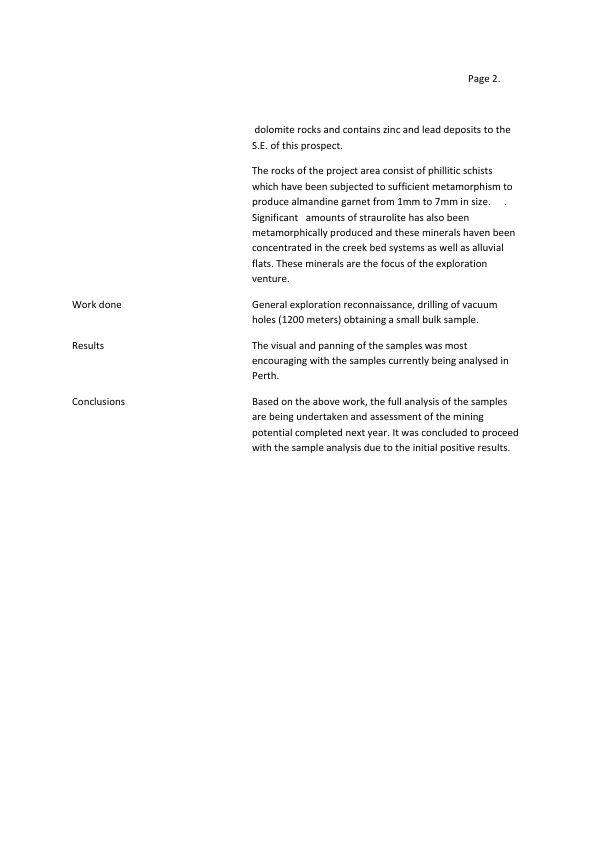 Page 2.
dolomite rocks and contains zinc and lead deposits to the
S.E. of this prospect.
The rocks of the project area consist of phillitic schists
which have been subjected to sufficient metamorphism to
produce almandine garnet from 1mm to 7mm in size. .
Significant amounts of straurolite has also been
metamorphically produced and these minerals haven been
concentrated in the creek bed systems as well as alluvial
flats. These minerals are the focus of the exploration
venture.
Work done General exploration reconnaissance, drilling of vacuum
holes (1200 meters) obtaining a small bulk sample.
Results The visual and panning of the samples was most
encouraging with the samples currently being analysed in
Perth.
Conclusions Based on the above work, the full analysis of the samples
are being undertaken and assessment of the mining
potential completed next year. It was concluded to proceed
with the sample analysis due to the initial positive results.